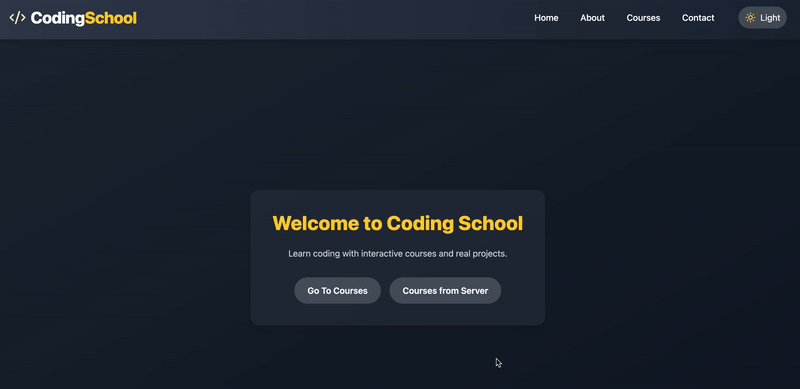 </> CodingSchool
Home About Courses Contact Light
Welcome to Coding School
Learn coding with interactive courses and real projects.
Go To Courses Courses from Server